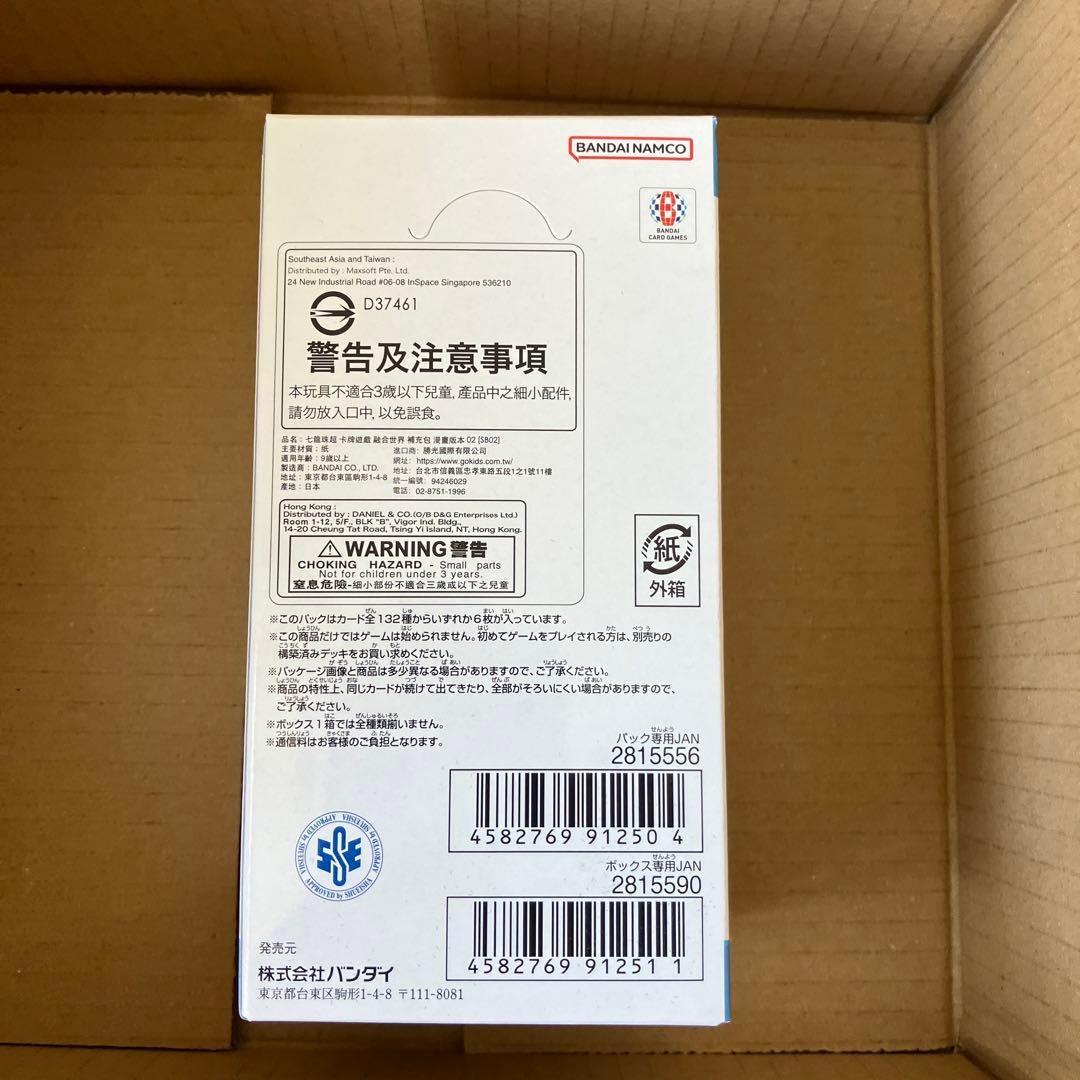 BANDAI NAMCO
BANDAI
CARD GAMES
Southeast Asia and Taiwan :
Distributed by : Maxsoft Pte. Ltd.
24 New Industrial Road #06-08 InSpace Singapore 536210
D37461
警告及注意事項
本玩具不適合3歲以下兒童, 產品中之細小配件,
請勿放入口中, 以免誤食。
品名 : 七龍珠超 卡牌遊戲 融合世界 補充包 漫畫版本 02 [SB02]
主要材質 : 紙
適用年齡 : 9歲以上
製造商 : BANDAI CO., LTD.
地址 : 東京都台東區駒形1-4-8
產地 : 日本
進口商: 勝光國際有限公司
網址: https://www.gokids.com.tw/
地址: 台北市信義區忠孝東路五段1之1號11樓
統一編號: 94246029
電話: 02-8751-1996
Hong Kong :
Distributed by : DANIEL & CO.(O/B D&G Enterprises Ltd.)
Room 1-12, 5/F., BLK "B", Vigor Ind. Bldg.,
14-20 Cheung Tat Road, Tsing Yi Island, NT, Hong Kong.
WARNING 警告
CHOKING HAZARD - Small parts
Not for children under 3 years.
窒息危險-細小部份不適合三歲或以下之兒童
紙
外箱
※このパックはカード全132種からいずれか6枚が入っています。
※この商品だけではゲームは始められません。初めてゲームをプレイされる方は、別売りの
構築済みデッキをお買い求めください。
※パッケージ画像と商品は多少異なる場合がありますので、ご了承ください。
※商品の特性上、同じカードが続けて出てきたり、全部がそろいにくい場合がありますので、
ご了承ください。
※ボックス1箱では全種類揃いません。
※通信料はお客様のご負担となります。
パック専用JAN
2815556
4582769 91250 4
ボックス専用JAN
2815590
4582769 91251 1
SSE
APPROVED by SHUEISHA
APPROVED by SHUEISHA
APPROVED by SHUEISHA
発売元
株式会社バンダイ
東京都台東区駒形1-4-8 〒111-8081